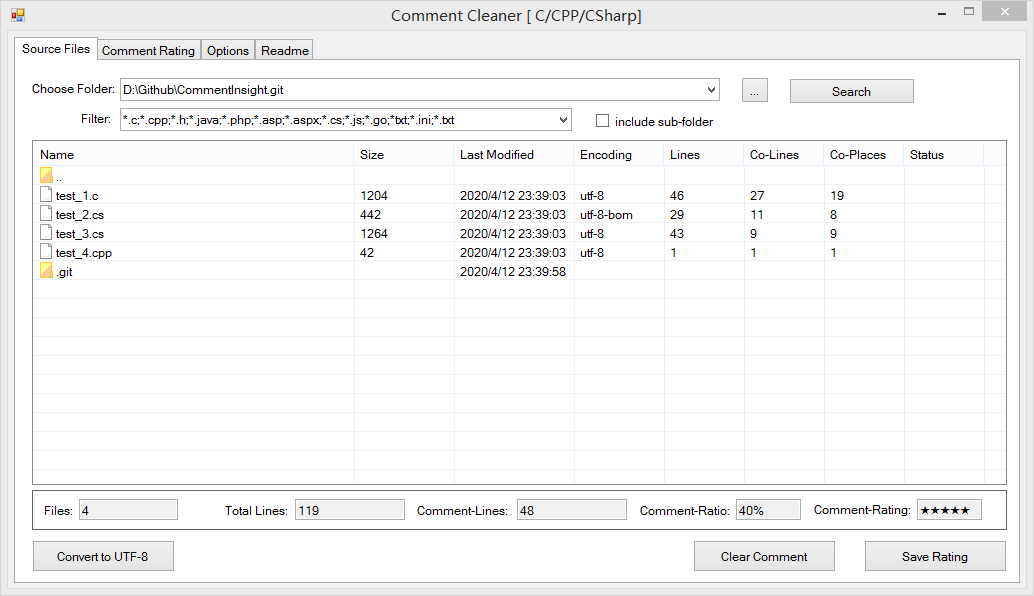 Comment Cleaner [ C/CPP/CSharp]
Source Files Comment Rating Options Readme
Choose Folder: D:\Github\CommentInsight.git ... Search
Filter: *.c;*.cpp;*.h;*.java;*.php;*.asp;*.aspx;*.cs;*.js;*.go;*txt;*.ini;*.txt include sub-folder
Name Size Last Modified Encoding Lines Co-Lines Co-Places Status
..
test_1.c 1204 2020/4/12 23:39:03 utf-8 46 27 19
test_2.cs 442 2020/4/12 23:39:03 utf-8-bom 29 11 8
test_3.cs 1264 2020/4/12 23:39:03 utf-8 43 9 9
test_4.cpp 42 2020/4/12 23:39:03 utf-8 1 1 1
.git 2020/4/12 23:39:58
Files: 4 Total Lines: 119 Comment-Lines: 48 Comment-Ratio: 40% Comment-Rating: ★★★★★
Convert to UTF-8 Clear Comment Save Rating